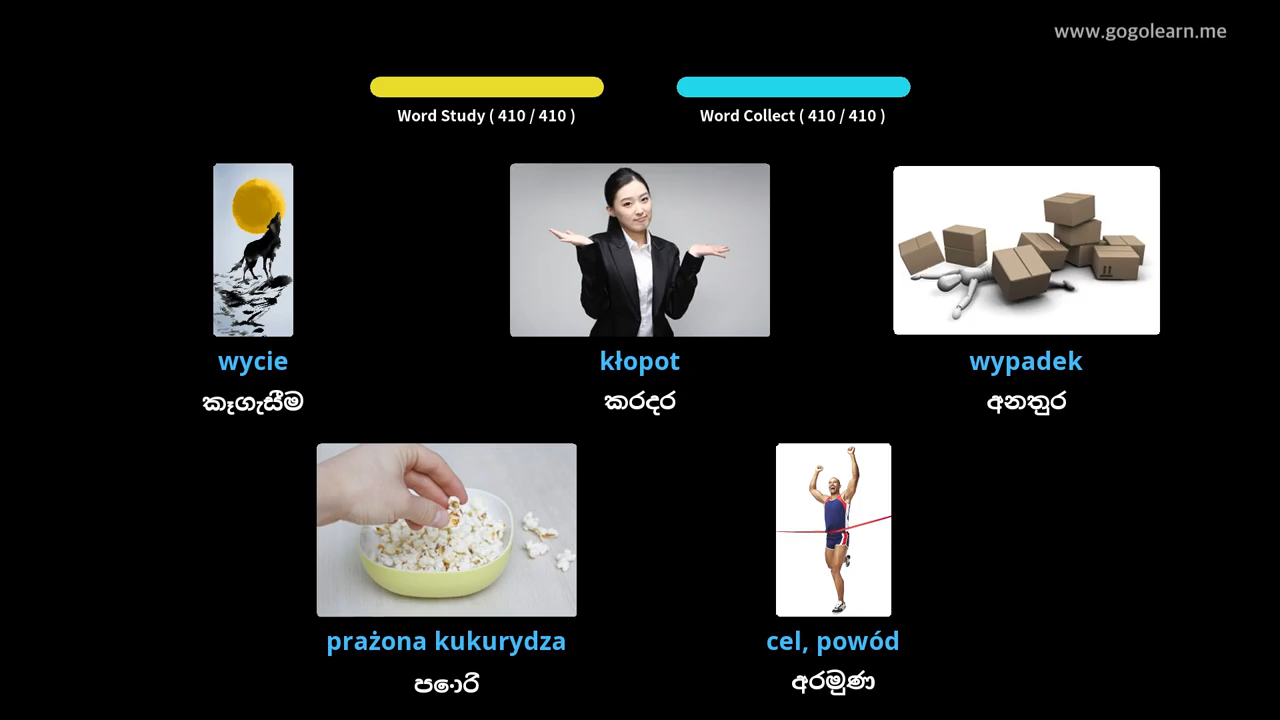 www.gogolearn.me
Word Study ( 410 / 410 )
Word Collect ( 410 / 410 )
wycie
kłopot
wypadek
කෑගැසීම
කරදර
අනතුර
prażona kukurydza
cel, powód
පොරි
අරමුණ